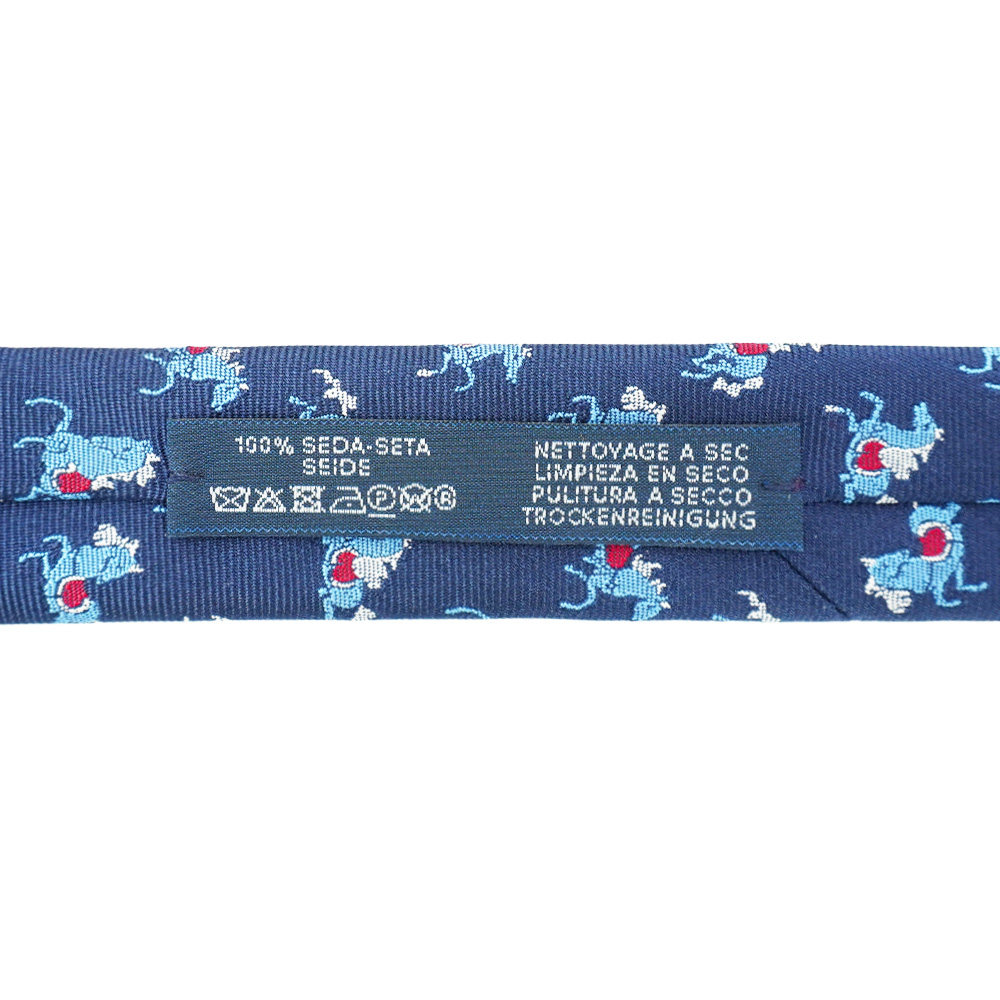 100% SEDA-SETA
SEIDE
P W ®
NETTOYAGE A SEC
LIMPIEZA EN SECO
PULITURA A SECCO
TROCKENREINIGUNG